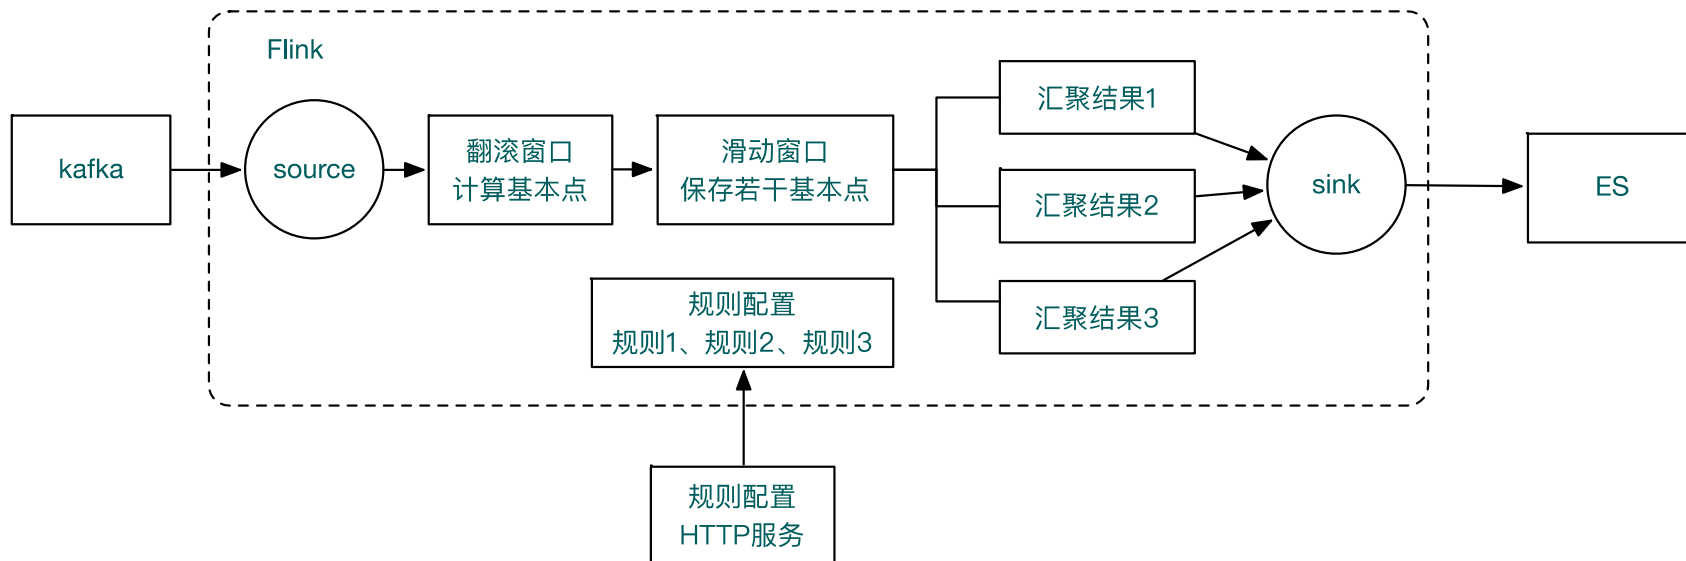 Flink
kafka
source
翻滚窗口
计算基本点
滑动窗口
保存若干基本点
汇聚结果1
汇聚结果2
汇聚结果3
sink
ES
规则配置
规则1、规则2、规则3
规则配置
HTTP服务